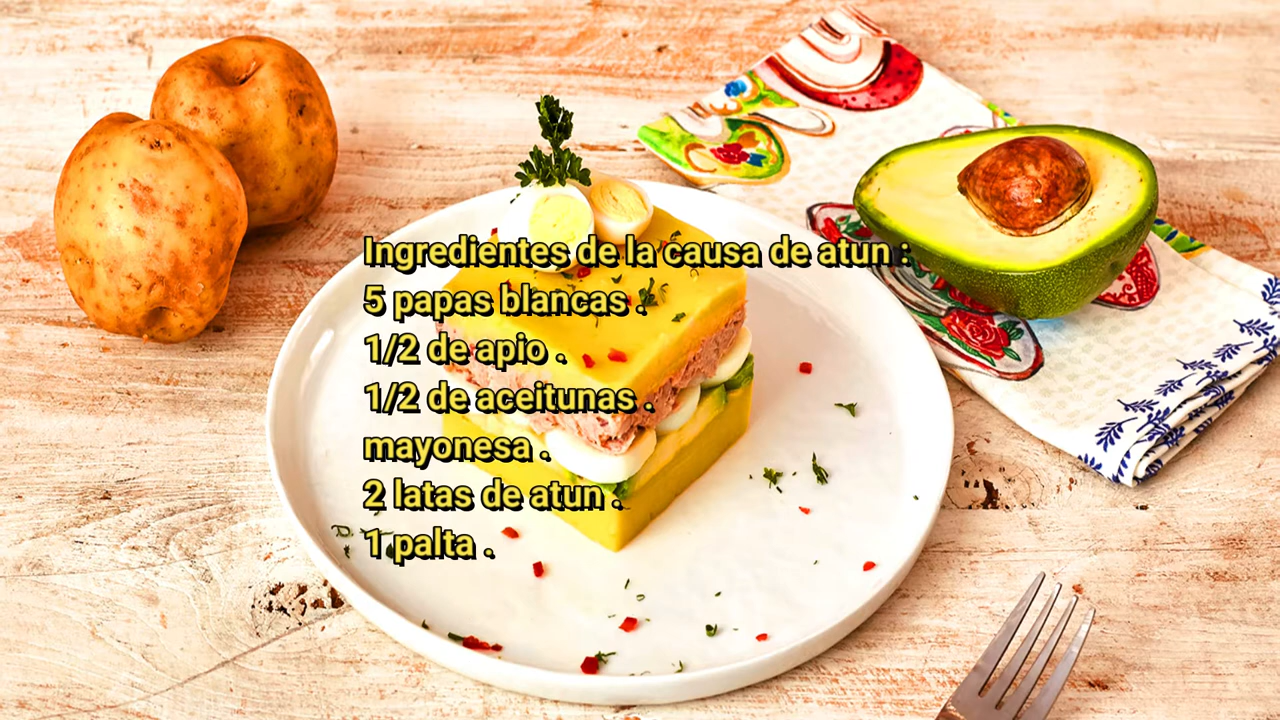 Ingredientes de la causa de atun :
5 papas blancas .
1/2 de apio .
1/2 de aceitunas .
mayonesa .
2 latas de atun .
1 palta .